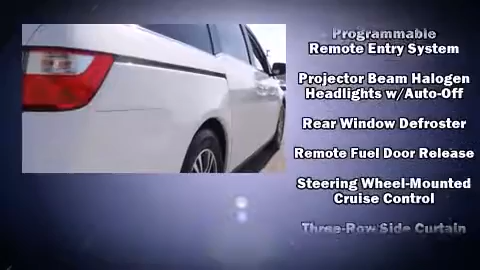 Programmable
Remote Entry System
Projector Beam Halogen
Headlights w/Auto-Off
Rear Window Defroster
Remote Fuel Door Release
Steering Wheel-Mounted
Cruise Control
Three-Row Side Curtain